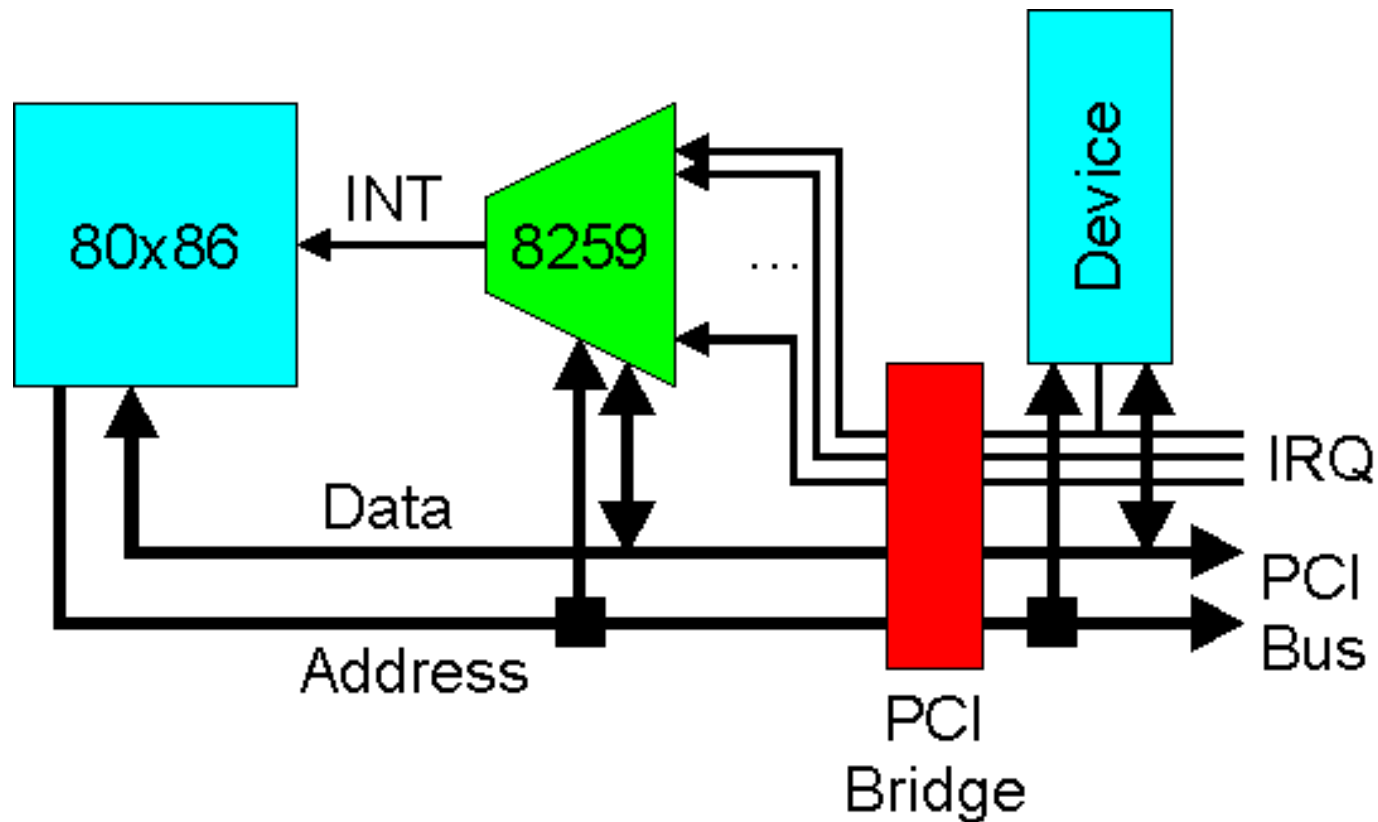 80x86
INT
8259
...
Device
IRQ
Data
PCI
Bus
Address
PCI
Bridge